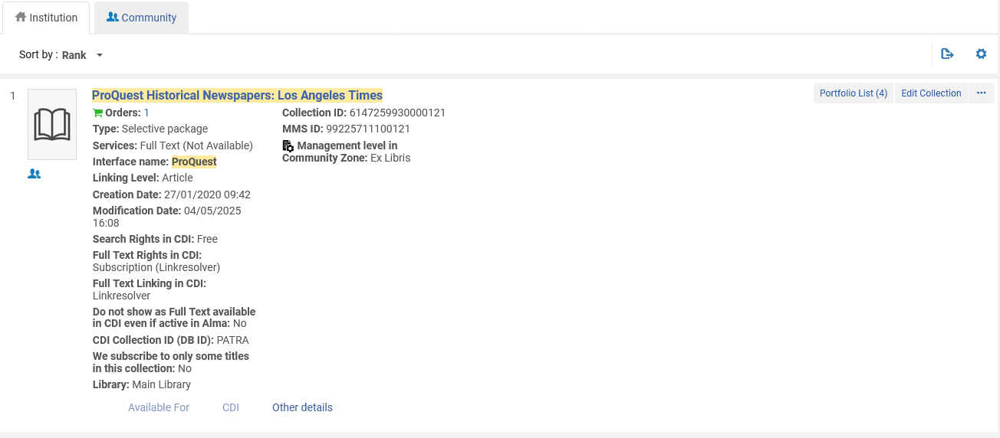 Institution
Community
Sort by : Rank
1
ProQuest Historical Newspapers: Los Angeles Times
Portfolio List (4)
Edit Collection
Orders: 1
Type: Selective package
Services: Full Text (Not Available)
Interface name: ProQuest
Linking Level: Article
Creation Date: 27/01/2020 09:42
Modification Date: 04/05/2025
16:08
Search Rights in CDI: Free
Full Text Rights in CDI:
Subscription (Linkresolver)
Full Text Linking in CDI:
Linkresolver
Do not show as Full Text available
in CDI even if active in Alma: No
CDI Collection ID (DB ID): PATRA
We subscribe to only some titles
in this collection: No
Library: Main Library
Collection ID: 6147259930000121
MMS ID: 99225711100121
Management level in
Community Zone: Ex Libris
Available For
CDI
Other details